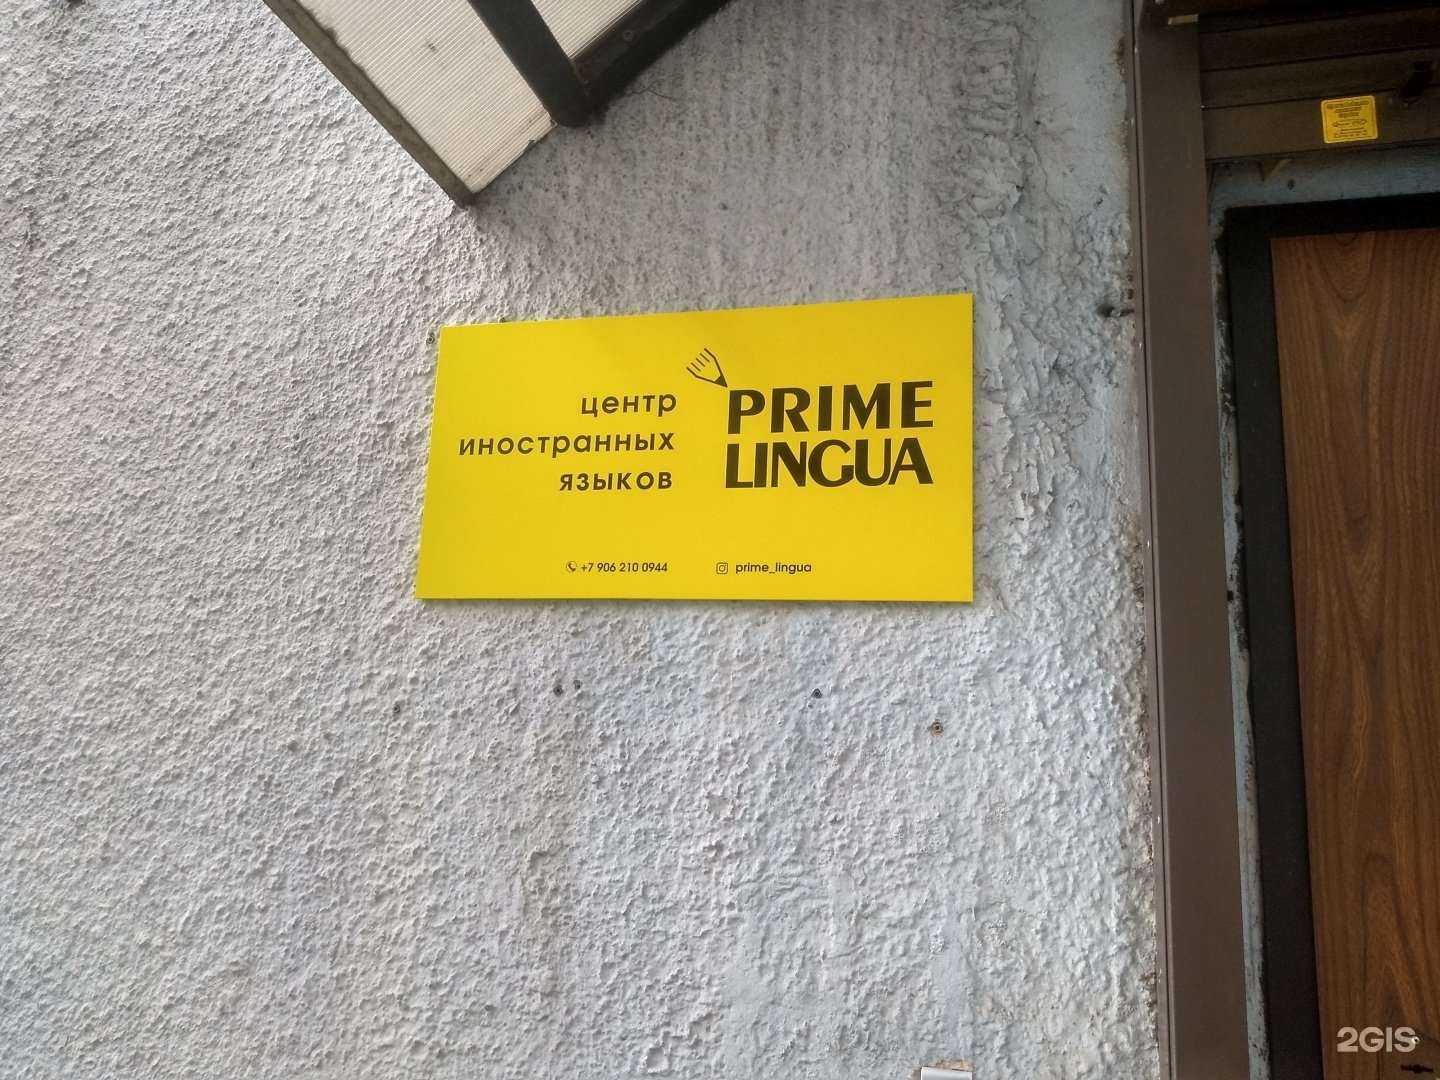 центр
иностранных
языков
PRIME
LINGUA
+7 906 210 0944
prime_lingua
2GIS